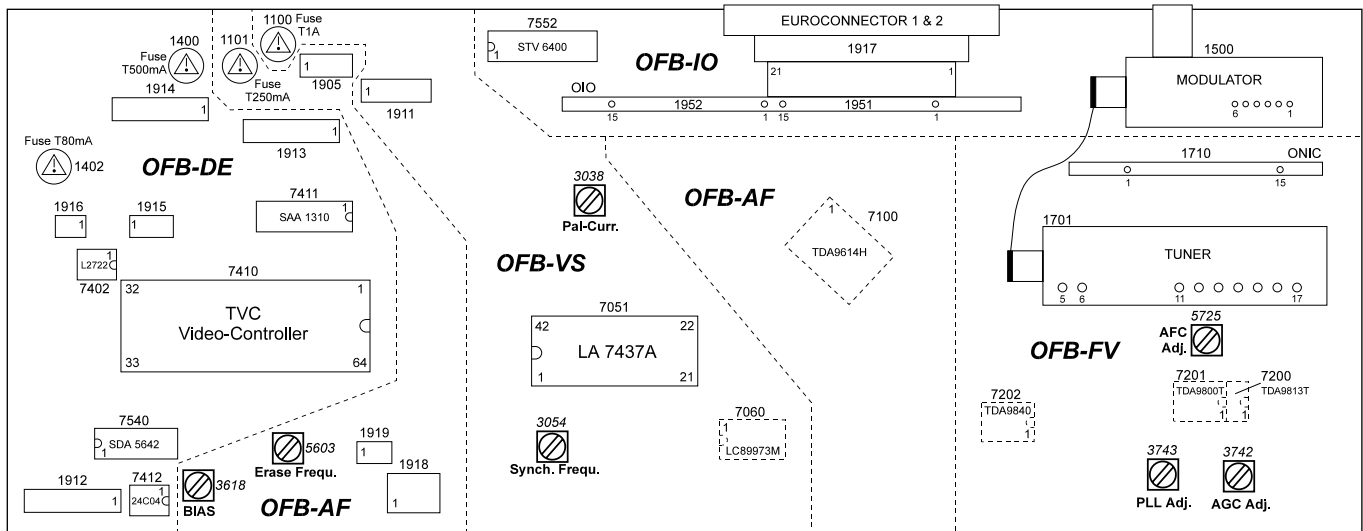 EUROCONNECTOR 1 & 2
1100
Fuse
T1A
1400
1101
Fuse
T500mA
Fuse
T250mA
1914
1
1
1905
1
1911
1
1913
7552
STV 6400
1
OFB-IO
1917
21
1
OIO
1952
1951
15
1
15
1
1500
MODULATOR
6
1
Fuse T80mA
1402
OFB-DE
1916
1
1915
1
7411
SAA 1310
1
3038
Pal-Curr.
OFB-AF
7100
1
TDA9614H
1710
ONIC
1
15
1701
TUNER
5
6
11
17
1
L2722
7402
7410
32
1
TVC
Video-Controller
33
64
OFB-VS
7051
42
22
LA 7437A
1
21
5725
AFC
Adj.
OFB-FV
7201
7200
TDA9800T
TDA9813T
1
1
7202
TDA9840
1
7540
SDA 5642
1
5603
Erase Frequ.
1919
1
3054
Synch. Frequ.
7060
1
LC89973M
3743
PLL Adj.
3742
AGC Adj.
1912
1
7412
1
24C04
3618
BIAS
OFB-AF
1918
1